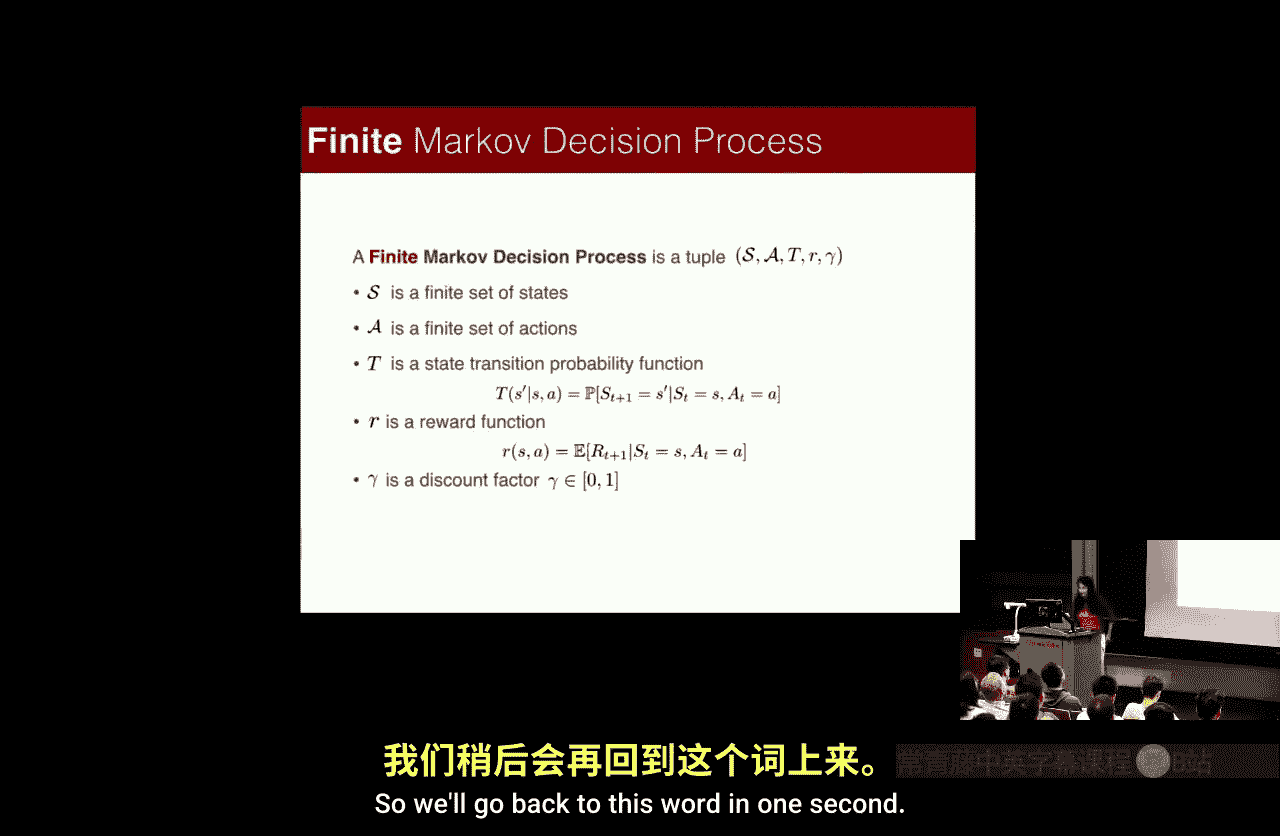 Finite Markov Decision Process
A Finite Markov Decision Process is a tuple (𝒮, 𝒜, T, r, γ)
• 𝒮 is a finite set of states
• 𝒜 is a finite set of actions
• T is a state transition probability function
T(s′|s, a) = ℙ[S_{t+1} = s′|S_t = s, A_t = a]
• r is a reward function
r(s, a) = 𝔼[R_{t+1}|S_t = s, A_t = a]
• γ is a discount factor γ ∈ [0, 1]
我们稍后会再回到这个词上来。
So we'll go back to this word in one second.